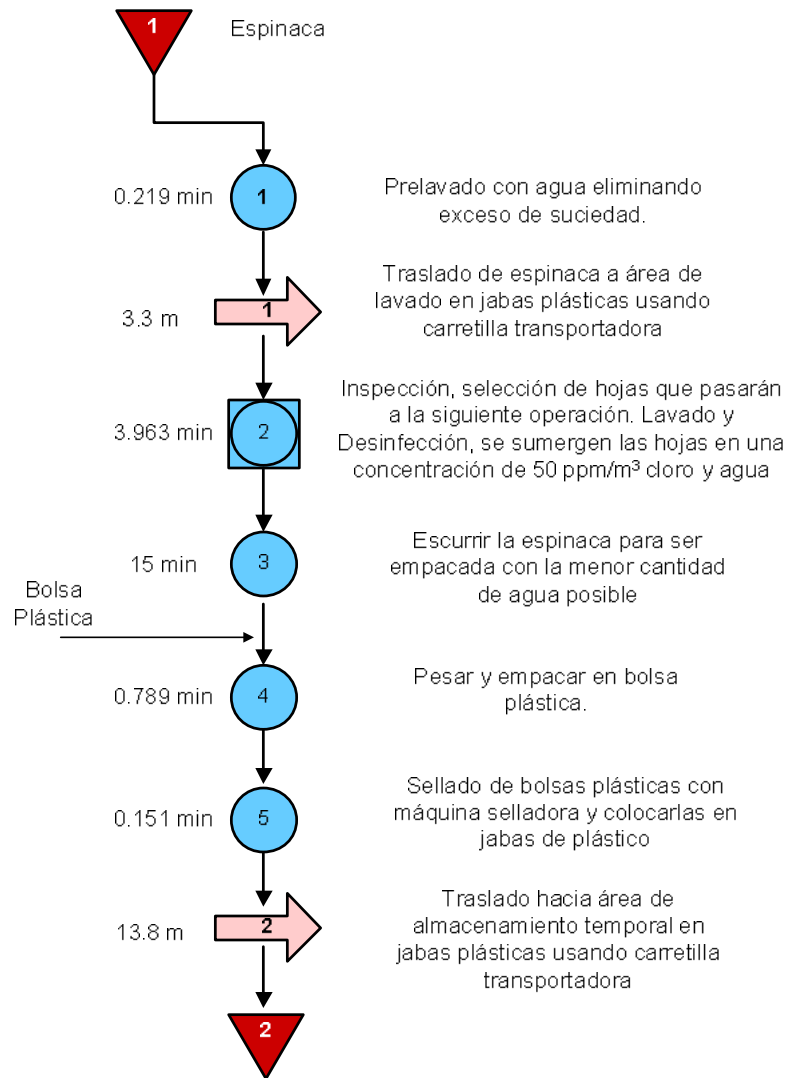 1
Espinaca
0.219 min
1
Prelavado con agua eliminando
exceso de suciedad.
3.3 m
1
Traslado de espinaca a área de
lavado en jabas plásticas usando
carretilla transportadora
3.963 min
2
Inspección, selección de hojas que pasarán
a la siguiente operación. Lavado y
Desinfección, se sumergen las hojas en una
concentración de 50 ppm/m³ cloro y agua
15 min
3
Escurrir la espinaca para ser
empacada con la menor cantidad
de agua posible
Bolsa
Plástica
0.789 min
4
Pesar y empacar en bolsa
plástica.
0.151 min
5
Sellado de bolsas plásticas con
máquina selladora y colocarlas en
jabas de plástico
13.8 m
2
Traslado hacia área de
almacenamiento temporal en
jabas plásticas usando carretilla
transportadora
2